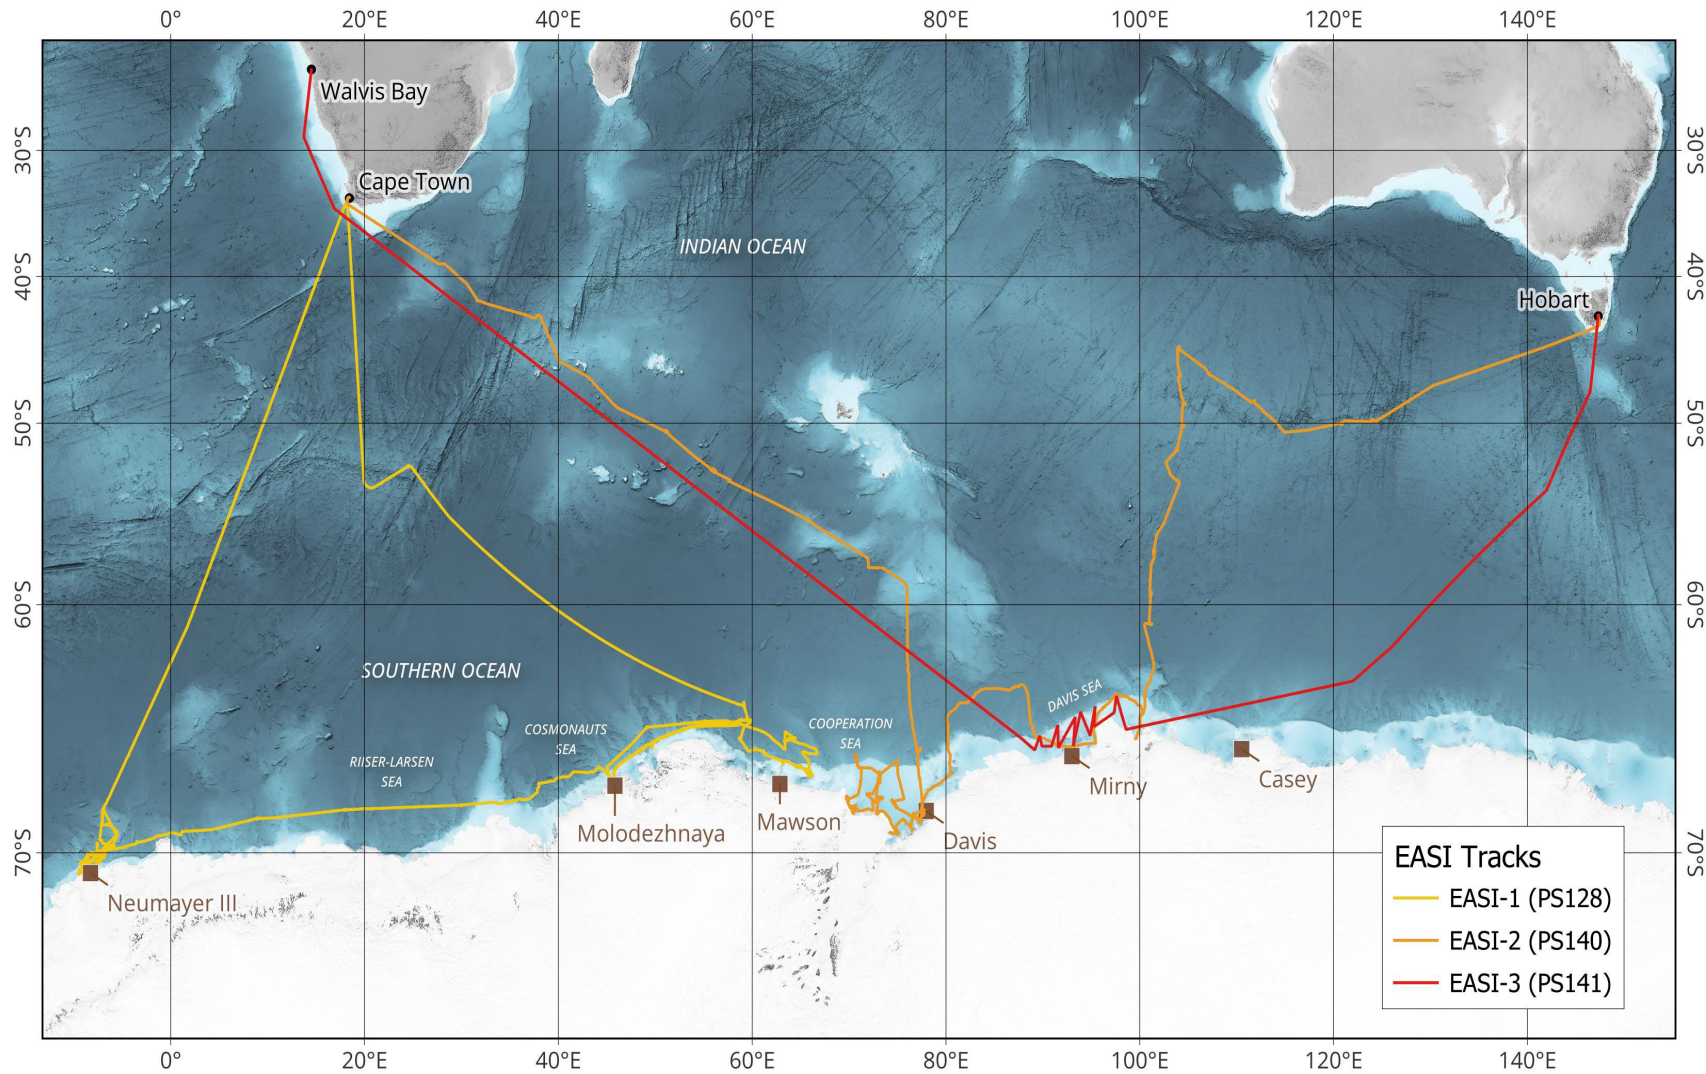 0° 20°E 40°E 60°E 80°E 100°E 120°E 140°E
Walvis Bay
30°S 30°S
Cape Town
INDIAN OCEAN
40°S 40°S
Hobart
50°S 50°S
60°S 60°S
SOUTHERN OCEAN
DAVIS SEA
COSMONAUTS
SEA
COOPERATION
SEA
RIISER-LARSEN
SEA
Mirny
Casey
Molodezhnaya
Mawson
Davis
70°S 70°S
Neumayer III
EASI Tracks
EASI-1 (PS128)
EASI-2 (PS140)
EASI-3 (PS141)
0° 20°E 40°E 60°E 80°E 100°E 120°E 140°E